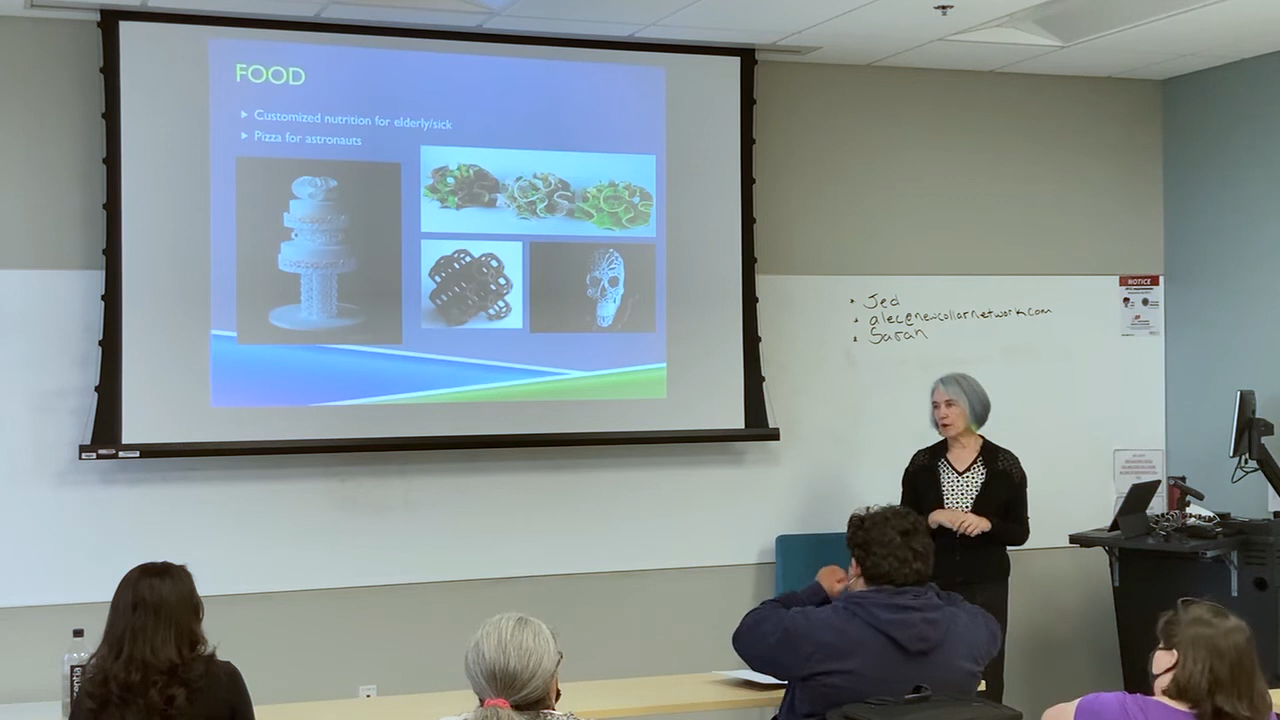 FOOD
Customized nutrition for elderly/sick
Pizza for astronauts
Jed
alec@newcollarnetwork.com
Sarah
NOTICE